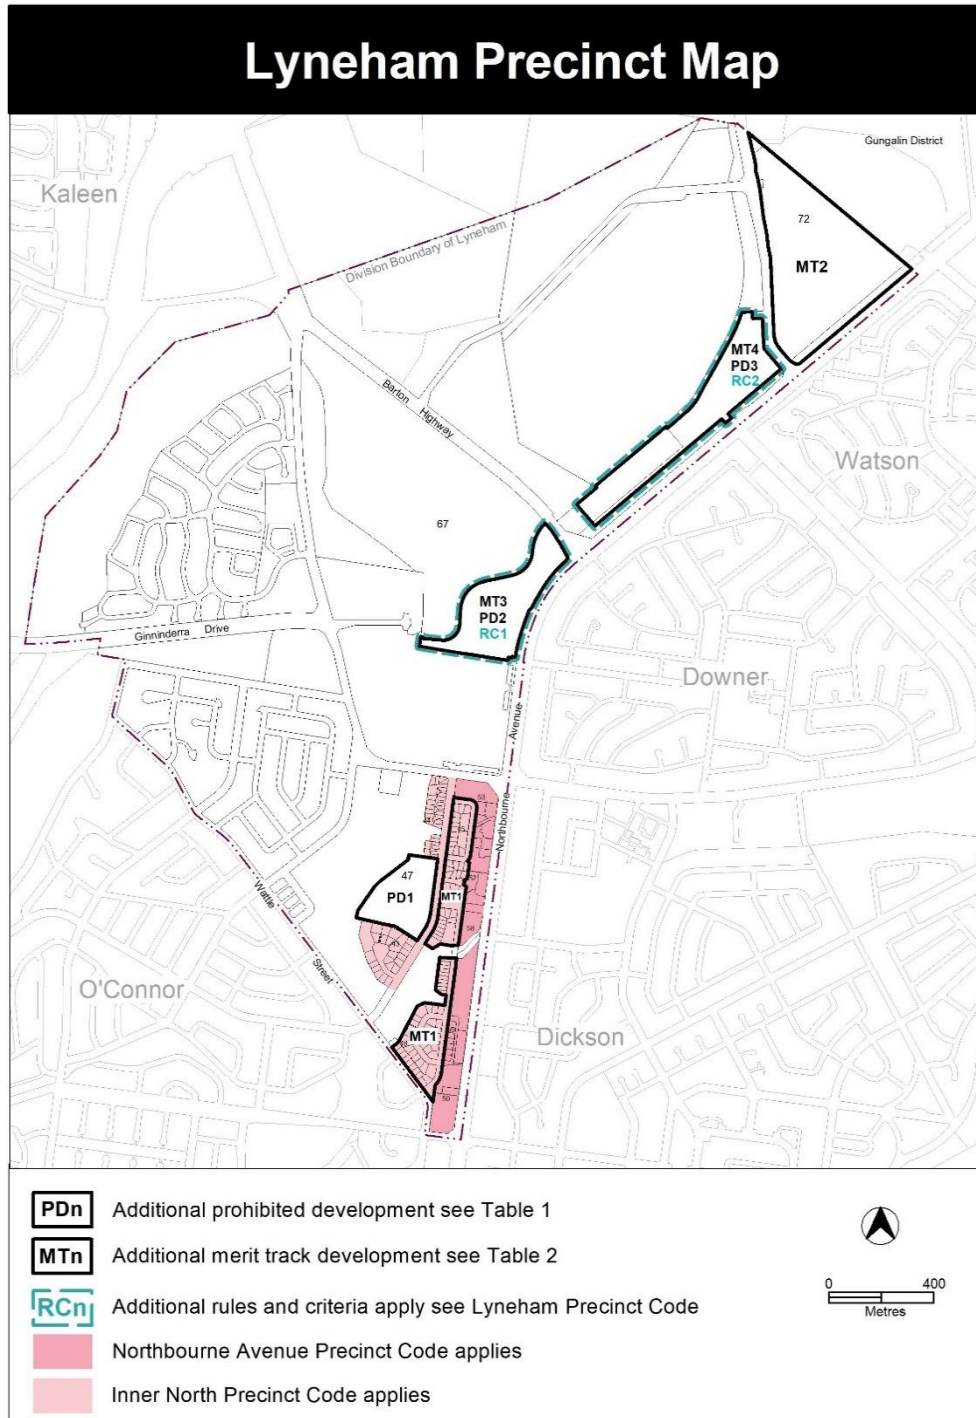 Lyneham Precinct Map
Gungalin District
Kaleen
72
Division Boundary of Lyneham
MT2
MT4
PD3
RC2
Barton Highway
Watson
67
MT3
PD2
RC1
Ginninderra Drive
Downer
Northbourne Avenue
53
47
PD1
MT1
58
Wattle Street
O'Connor
Dickson
MT1
50
PDn Additional prohibited development see Table 1
MTn Additional merit track development see Table 2
RCn Additional rules and criteria apply see Lyneham Precinct Code
Northbourne Avenue Precinct Code applies
Inner North Precinct Code applies
0 400
Metres